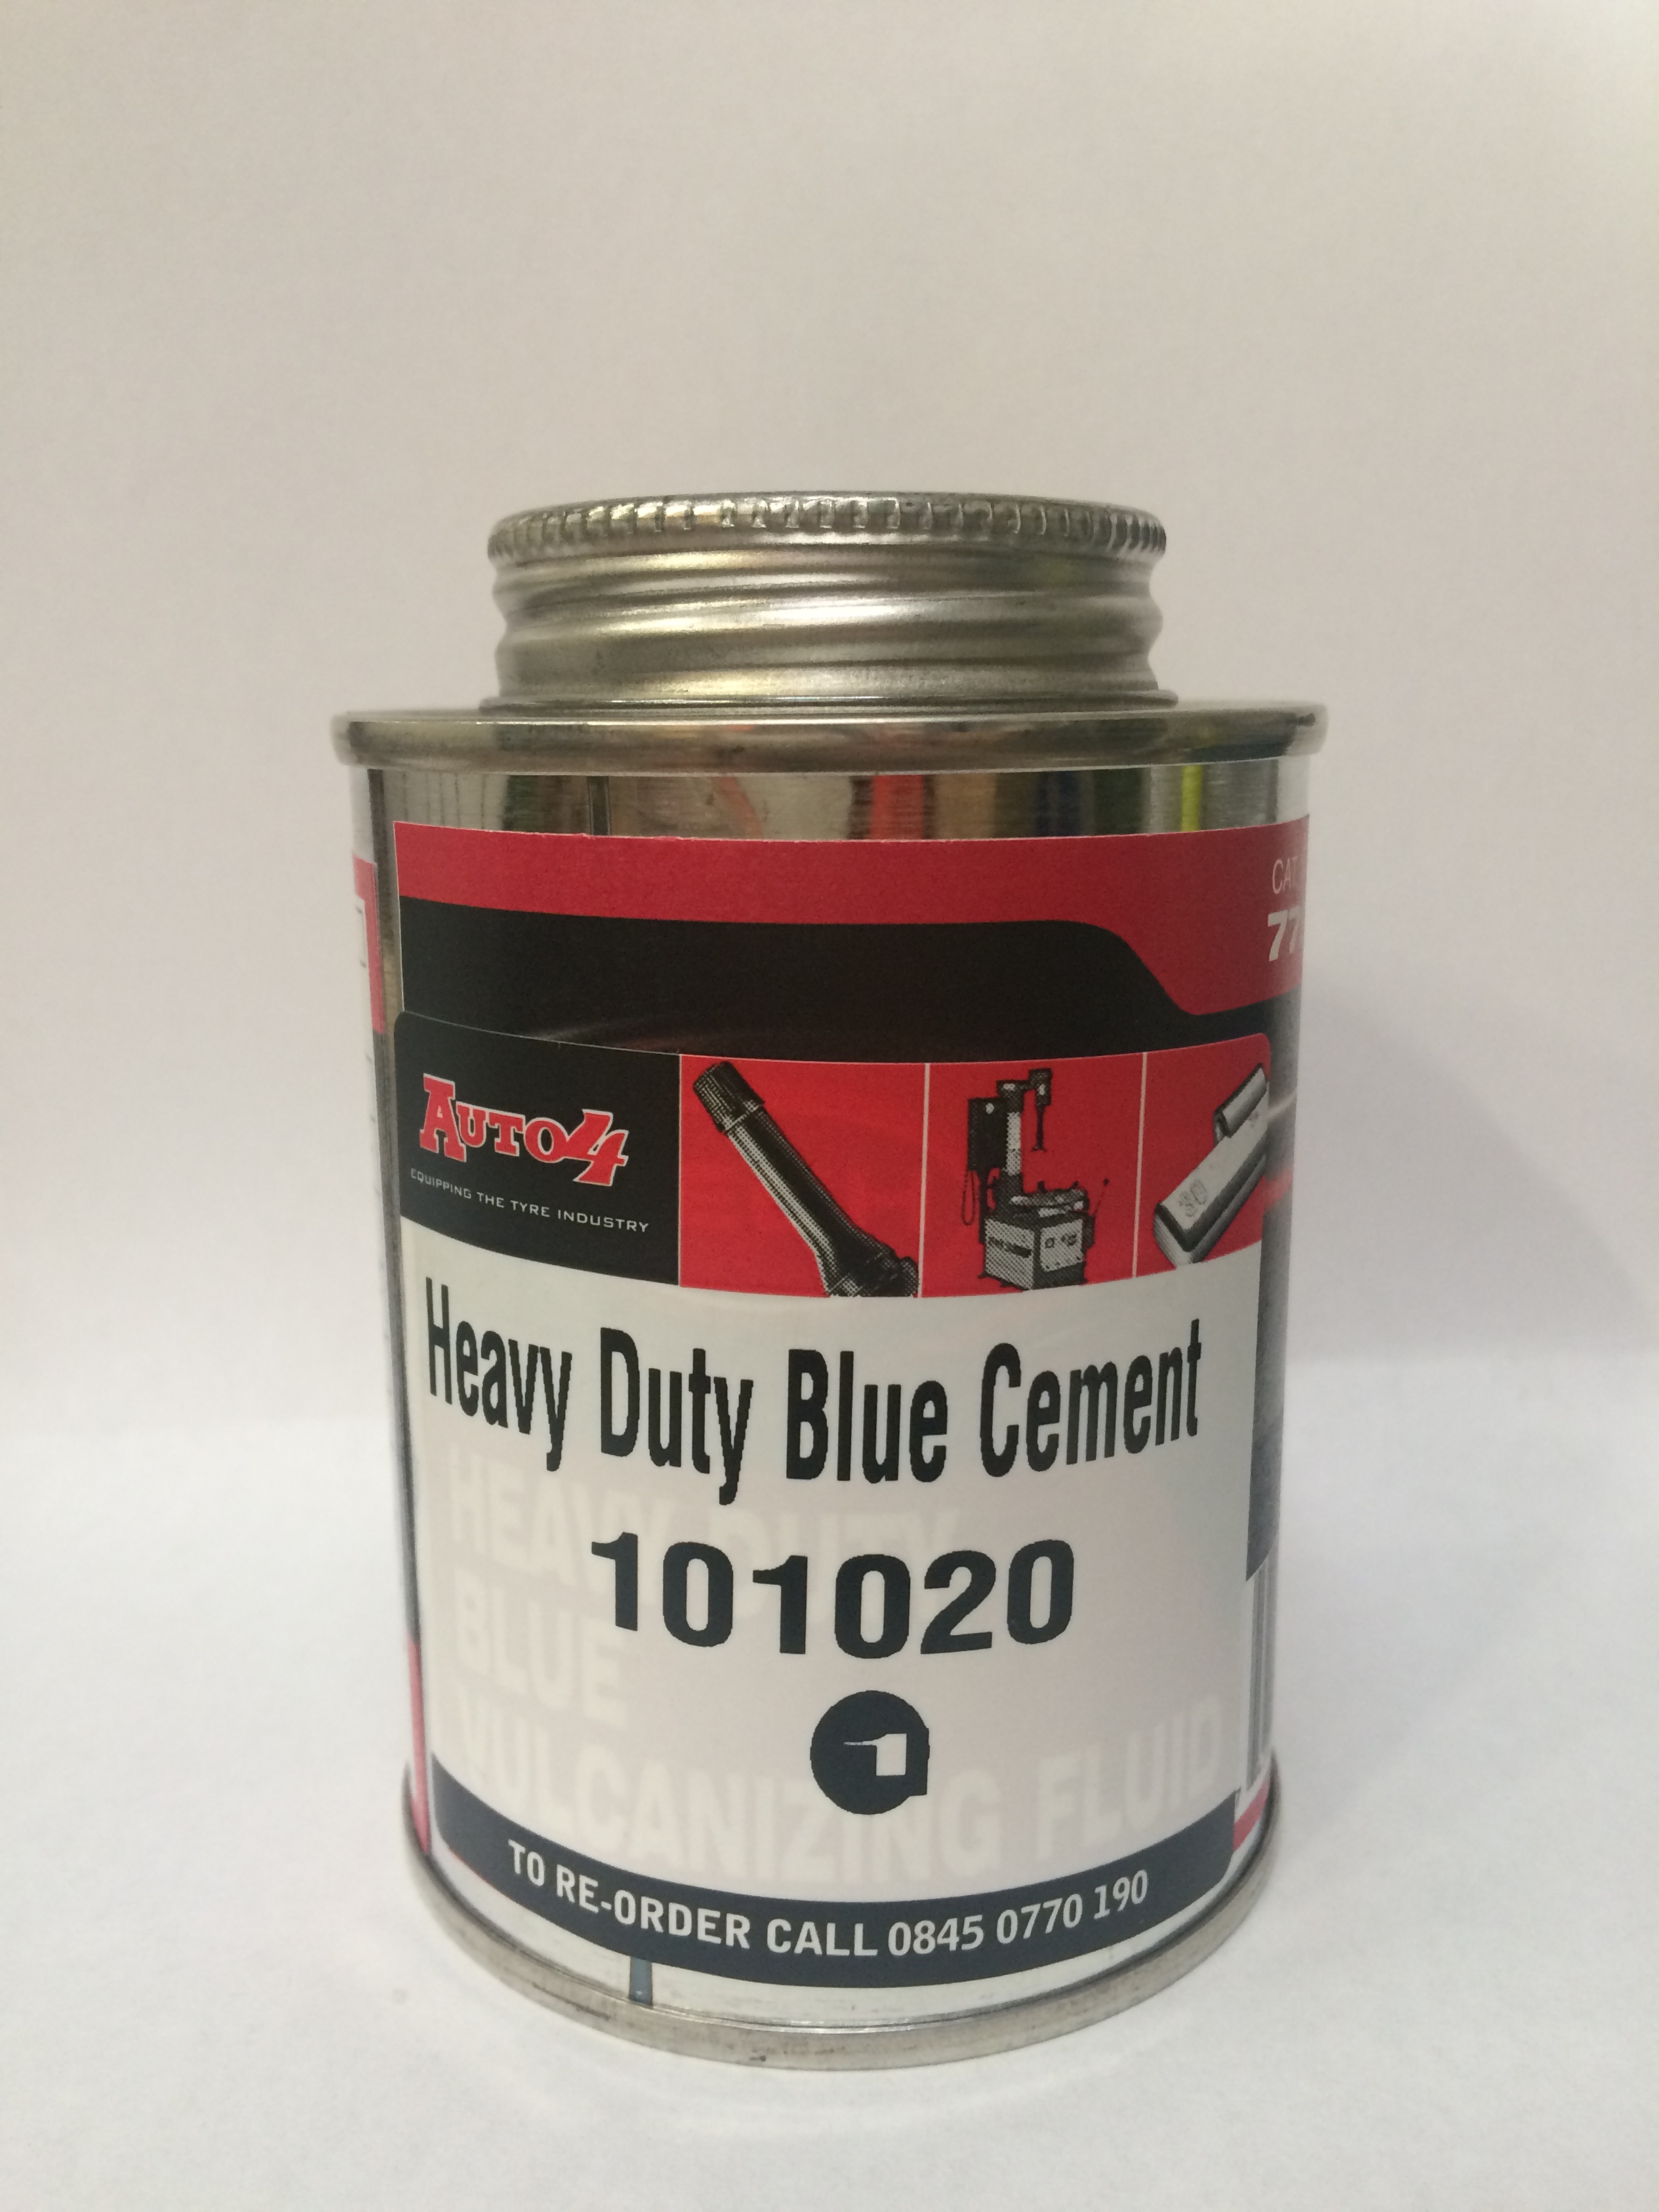 CAT.
77
AUTO4
EQUIPPING THE TYRE INDUSTRY
30
Heavy Duty Blue Cement
HEAVY DUTY
BLUE
VULCANIZING FLUID
101020
TO RE-ORDER CALL 0845 0770 190